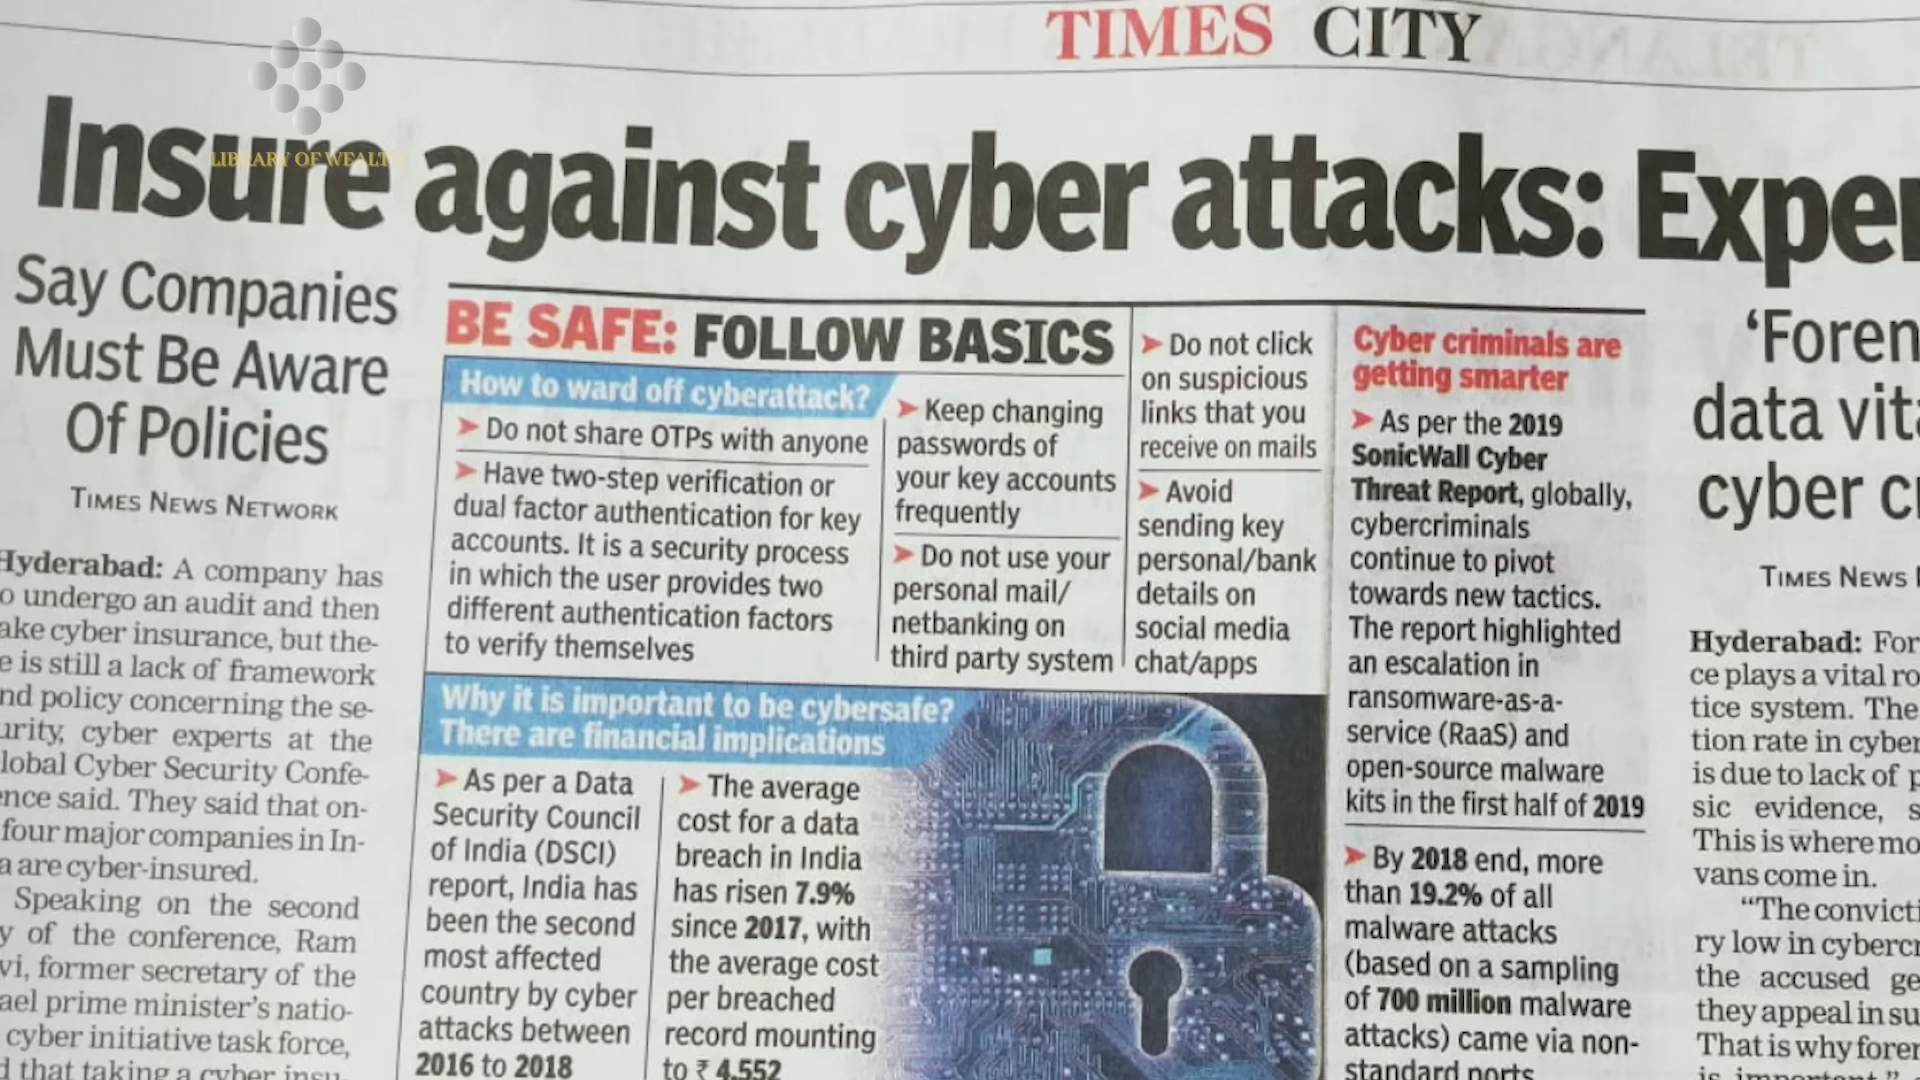 TIMES CITY
LIBRARY OF WEALTH
Insure against cyber attacks:
Say Companies
Must Be Aware
Of Policies
TIMES NEWS NETWORK
Hyderabad: A company has
undergo an audit and then
cyber insurance, but the-
is still a lack of framework
policy concerning the se-
cyber experts at the
Cyber Security Confe-
said. They said that on-
four major companies in In-
are cyber-insured.
Speaking on the second
of the conference, Ram
former secretary of the
prime minister's natio-
cyber initiative task force,
that taking a cyber insu-
BE SAFE: FOLLOW BASICS
How to ward off cyberattack?
➤ Do not share OTPs with anyone
➤ Have two-step verification or
dual factor authentication for key
accounts. It is a security process
in which the user provides two
different authentication factors
to verify themselves
➤ Keep changing
passwords of
your key accounts
frequently
➤ Do not use your
personal mail/
netbanking on
third party system
➤ Do not click
on suspicious
links that you
receive on mails
➤ Avoid
sending key
personal/bank
details on
social media
chat/apps
Why it is important to be cybersafe?
There are financial implications
➤ As per a Data
Security Council
of India (DSCI)
report, India has
been the second
most affected
country by cyber
attacks between
2016 to 2018
➤ The average
cost for a data
breach in India
has risen 7.9%
since 2017, with
the average cost
per breached
record mounting
to ₹ 4,552
Cyber criminals are
getting smarter
➤ As per the 2019
SonicWall Cyber
Threat Report, globally,
cybercriminals
continue to pivot
towards new tactics.
The report highlighted
an escalation in
ransomware-as-a-
service (RaaS) and
open-source malware
kits in the first half of 2019
➤ By 2018 end, more
than 19.2% of all
malware attacks
(based on a sampling
of 700 million malware
attacks) came via non-
standard ports
'Foren
data vit
cyber c
TIMES NEWS
Hyderabad: For
ce plays a vital ro
tice system. The
tion rate in cyber
is due to lack of p
sic evidence, s
This is where mo
vans come in.
"The convicti
ry low in cybercr
the accused ge
they appeal in su
That is why foren
is important,"